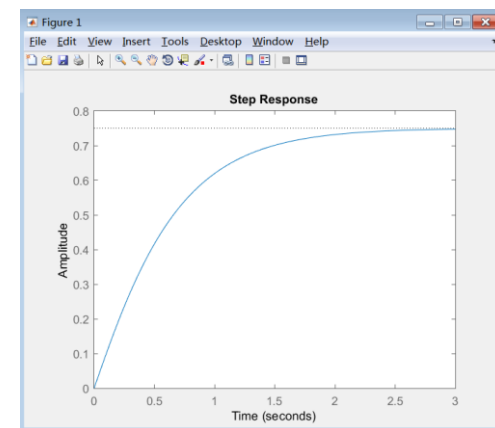 Figure 1
File Edit View Insert Tools Desktop Window Help
Step Response
0.8
0.7
0.6
0.5
0.4
0.3
0.2
0.1
0
Amplitude
0 0.5 1 1.5 2 2.5 3
Time (seconds)